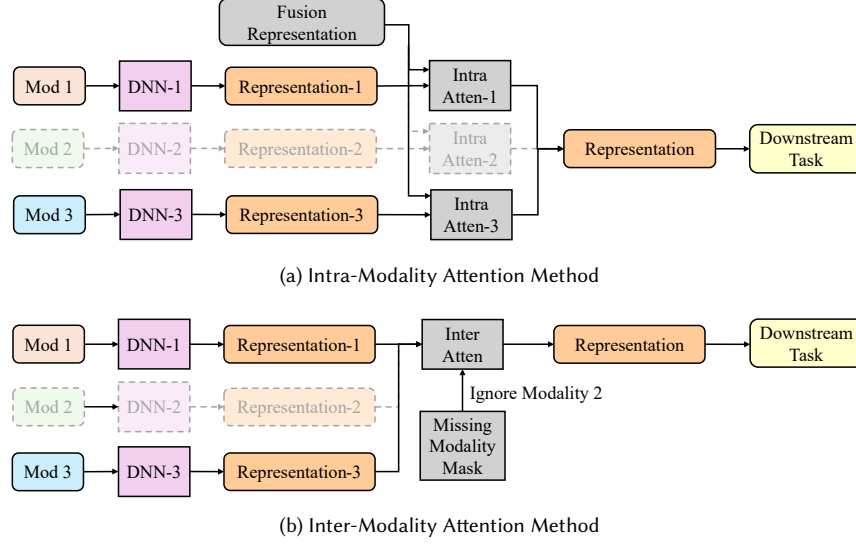 Fusion
Representation
Mod 1
DNN-1
Representation-1
Intra
Atten-1
Mod 2
DNN-2
Representation-2
Intra
Atten-2
Representation
Downstream
Task
Mod 3
DNN-3
Representation-3
Intra
Atten-3
(a) Intra-Modality Attention Method
Mod 1
DNN-1
Representation-1
Inter
Atten
Representation
Downstream
Task
Mod 2
DNN-2
Representation-2
Ignore Modality 2
Mod 3
DNN-3
Representation-3
Missing
Modality
Mask
(b) Inter-Modality Attention Method